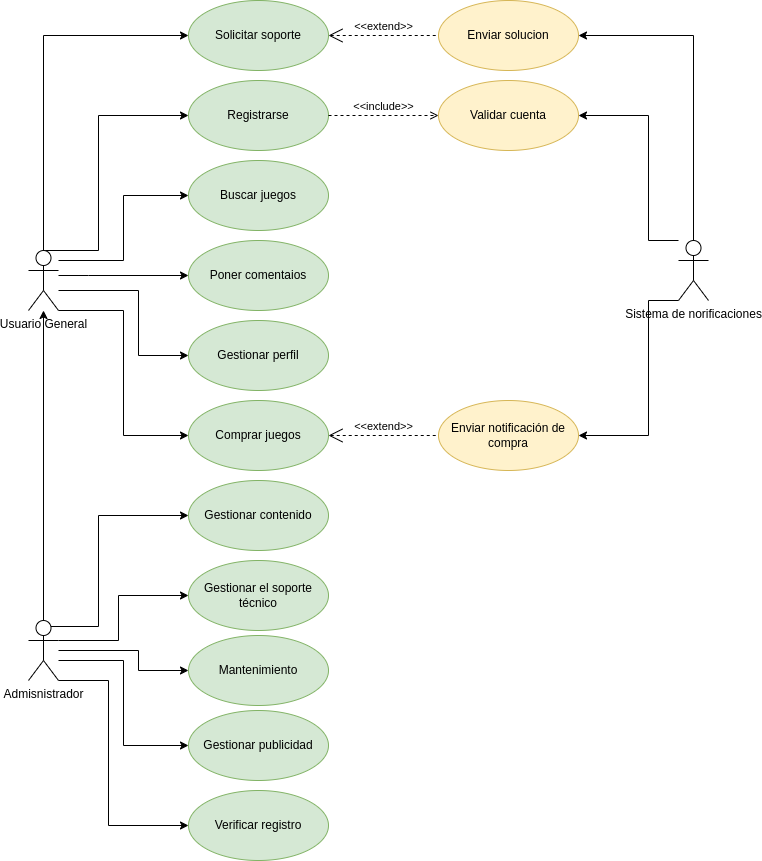 Solicitar soporte
<<extend>>
Enviar solucion
Registrarse
<<include>>
Validar cuenta
Buscar juegos
Poner comentaios
Usuario General
Sistema de norificaciones
Gestionar perfil
Comprar juegos
<<extend>>
Enviar notificación de
compra
Gestionar contenido
Gestionar el soporte
técnico
Mantenimiento
Admisnistrador
Gestionar publicidad
Verificar registro